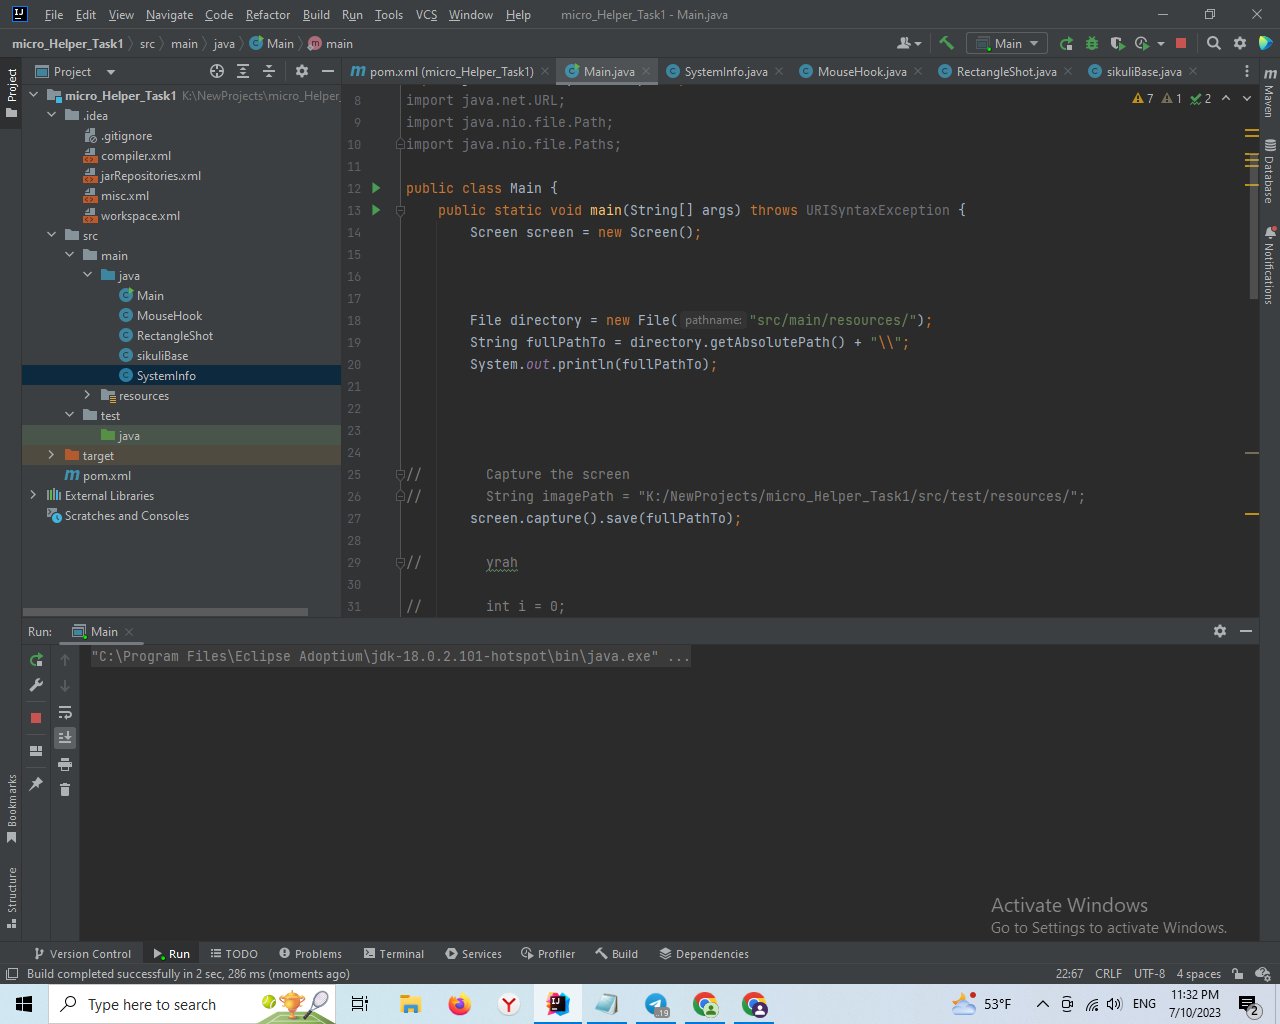 File Edit View Navigate Code Refactor Build Run Tools VCS Window Help micro_Helper_Task1 - Main.java
micro_Helper_Task1 src main java Main main
Main
Project
pom.xml (micro_Helper_Task1) Main.java SystemInfo.java MouseHook.java RectangleShot.java sikuliBase.java
Project
micro_Helper_Task1 K:\NewProjects\micro_Helper_
.idea
.gitignore
compiler.xml
jarRepositories.xml
misc.xml
workspace.xml
src
main
java
Main
MouseHook
RectangleShot
sikuliBase
SystemInfo
resources
test
java
target
pom.xml
External Libraries
Scratches and Consoles
7 1 2
8 import java.net.URL;
9 import java.nio.file.Path;
10 import java.nio.file.Paths;
11
12 public class Main {
13 public static void main(String[] args) throws URISyntaxException {
14 Screen screen = new Screen();
15
16
17
18 File directory = new File( pathname: "src/main/resources/");
19 String fullPathTo = directory.getAbsolutePath() + "\\";
20 System.out.println(fullPathTo);
21
22
23
24
25 // Capture the screen
26 // String imagePath = "K:/NewProjects/micro_Helper_Task1/src/test/resources/";
27 screen.capture().save(fullPathTo);
28
29 // yrah
30
31 // int i = 0;
Maven
Database
Notifications
Run: Main
"C:\Program Files\Eclipse Adoptium\jdk-18.0.2.101-hotspot\bin\java.exe" ...
Bookmarks
Structure
Activate Windows
Go to Settings to activate Windows.
Version Control Run TODO Problems Terminal Services Profiler Build Dependencies
Build completed successfully in 2 sec, 286 ms (moments ago) 22:67 CRLF UTF-8 4 spaces
Type here to search
.19
53°F
ENG
11:32 PM
7/10/2023
2